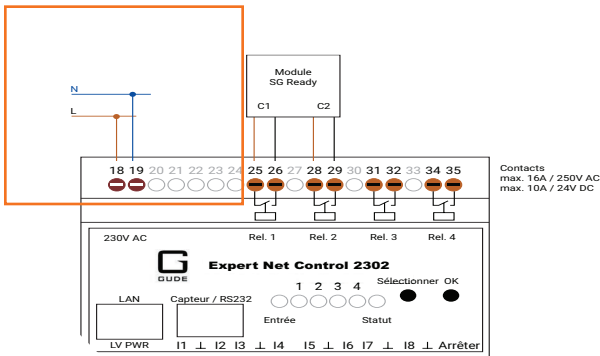 Module
SG Ready
C1 C2
N
L
18 19 20 21 22 23 24 25 26 27 28 29 30 31 32 33 34 35
Contacts
max. 16A / 250V AC
max. 10A / 24V DC
230V AC Rel. 1 Rel. 2 Rel. 3 Rel. 4
G
GUDE
Expert Net Control 2302
Sélectionner OK
1 2 3 4
LAN Capteur / RS232
Entrée Statut
LV PWR I1 ⊥ I2 I3 ⊥ I4 I5 ⊥ I6 I7 ⊥ I8 ⊥ Arrêter